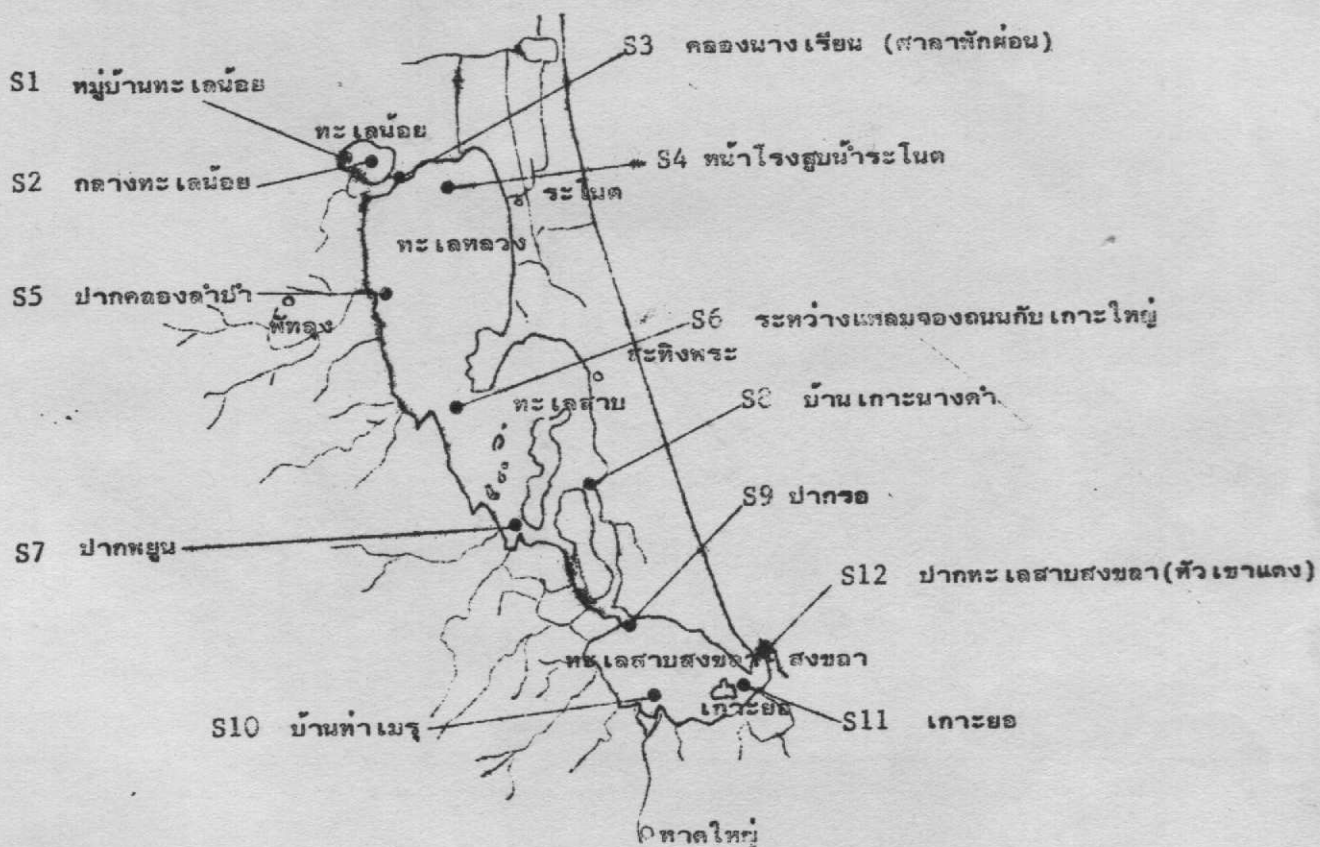 S3 คลองนางเรียน (ศาลาพักผ่อน)
S1 หมู่บ้านทะเลน้อย
ทะเลน้อย
S4 หน้าโรงสูบน้ำระโนด
S2 กลางทะเลน้อย
ระโนด
ทะเลหลวง
S5 ปากคลองลำปำ
พัทลุง
S6 ระหว่างแหลมจองถนนกับเกาะใหญ่
สะทิงพระ
ทะเลสาบ
S8 บ้านเกาะนางคำ
S9 ปากรอ
S7 ปากพยูน
S12 ปากทะเลสาบสงขลา(หัวเขาแดง)
ทะเลสาบสงขลา
สงขลา
เกาะยอ
S10 บ้านท่าเมรุ
S11 เกาะยอ
หาดใหญ่